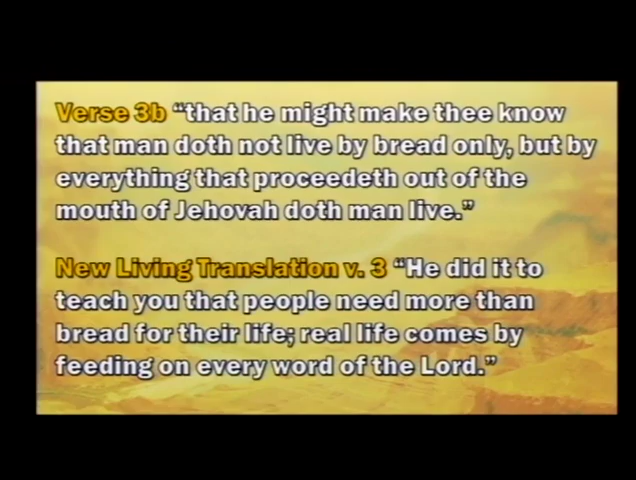 Verse 3b “that he might make thee know
that man doth not live by bread only, but by
everything that proceedeth out of the
mouth of Jehovah doth man live.”
New Living Translation v. 3 “He did it to
teach you that people need more than
bread for their life; real life comes by
feeding on every word of the Lord.”